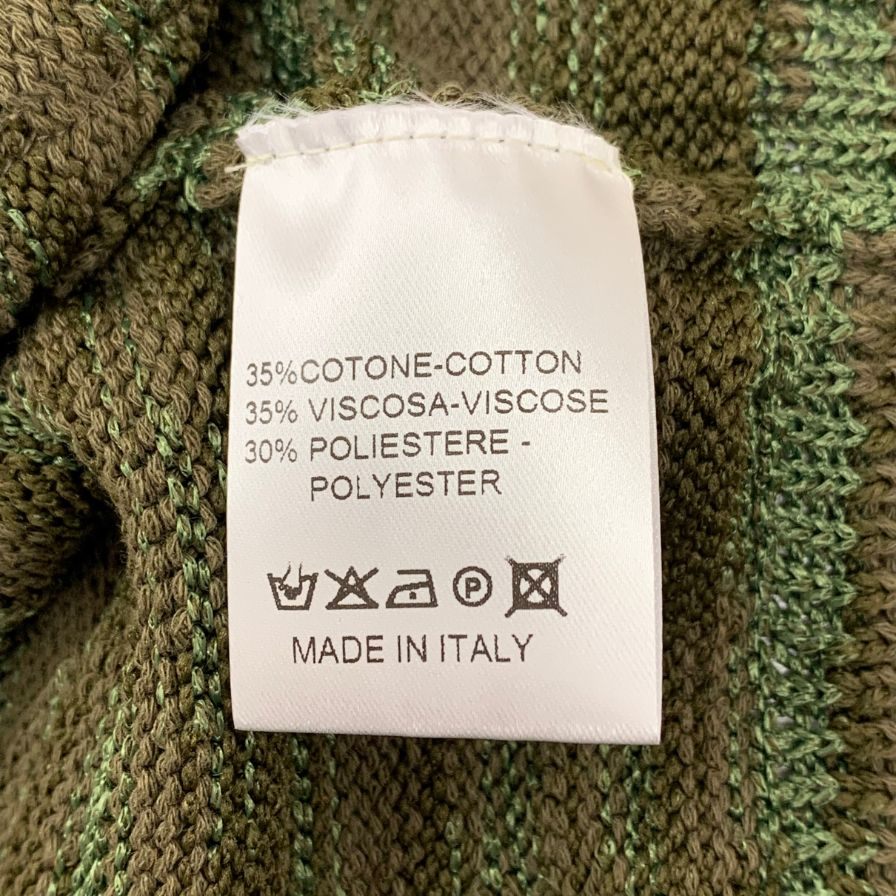 35%COTONE-COTTON
35% VISCOSA-VISCOSE
30% POLIESTERE -
POLYESTER
P
MADE IN ITALY